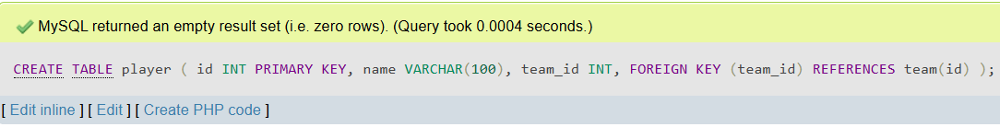 MySQL returned an empty result set (i.e. zero rows). (Query took 0.0004 seconds.)
CREATE TABLE player ( id INT PRIMARY KEY, name VARCHAR(100), team_id INT, FOREIGN KEY (team_id) REFERENCES team(id) );
[ Edit inline ] [ Edit ] [ Create PHP code ]